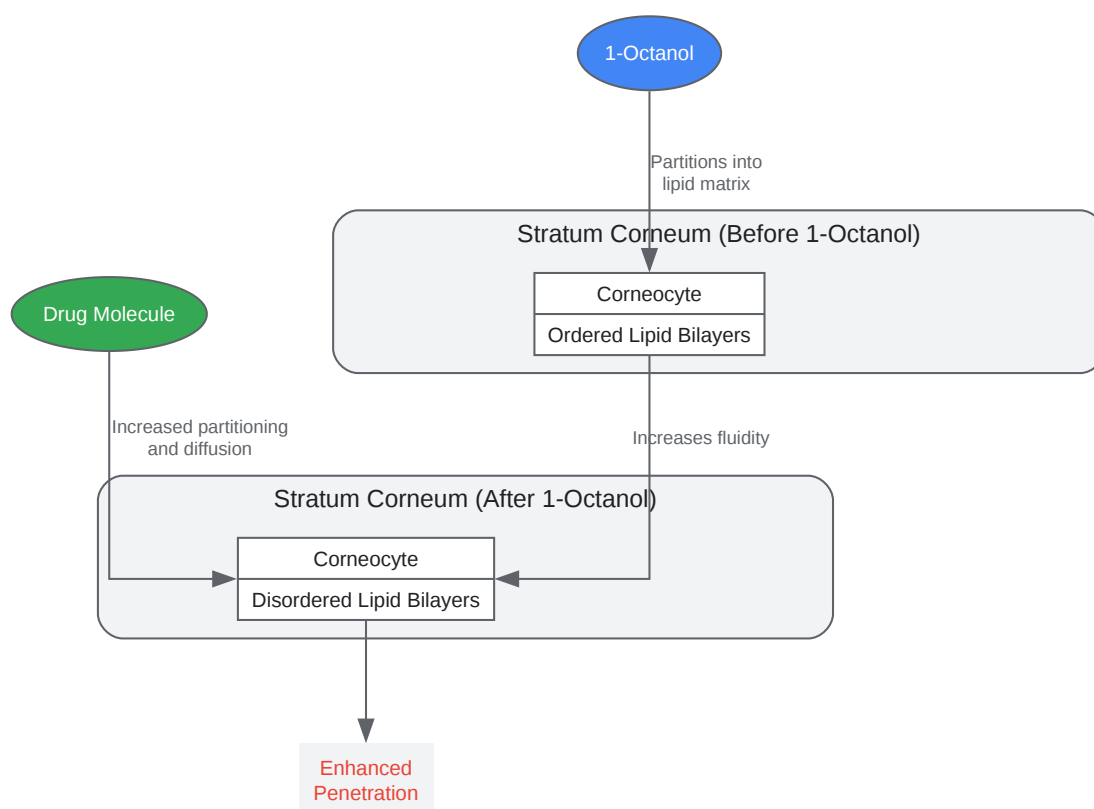 1-Octanol
Partitions into
lipid matrix
Stratum Corneum (Before 1-Octanol)
Corneocyte
Ordered Lipid Bilayers
Drug Molecule
Increased partitioning
and diffusion
Increases fluidity
Stratum Corneum (After 1-Octanol)
Corneocyte
Disordered Lipid Bilayers
Enhanced
Penetration